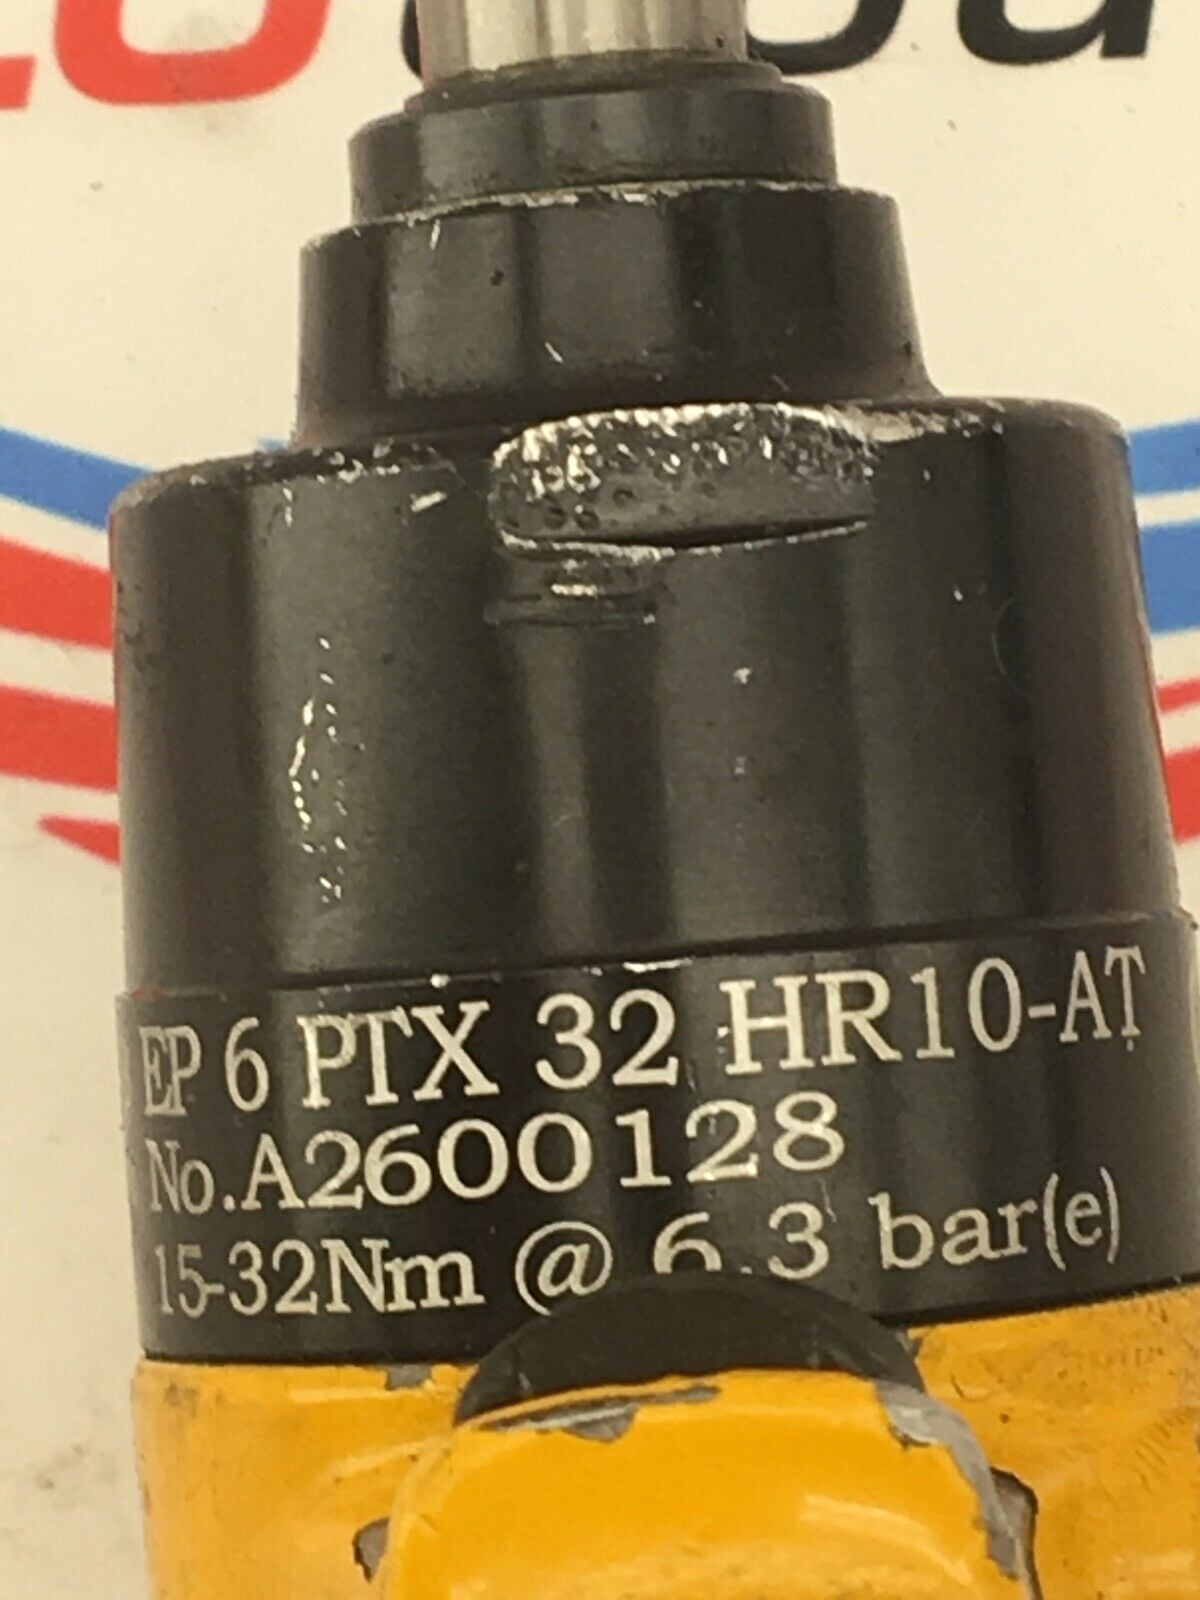 EP 6 PTX 32 HR10-AT
No.A2600128
15-32Nm @ 6.3 bar(e)